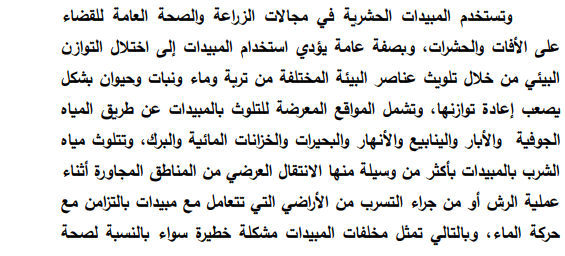 وتستخدم المبيدات الحشرية في مجالات الزراعة والصحة العامة للقضاء
على الأفات والحشرات، وبصفة عامة يؤدي استخدام المبيدات إلى اختلال التوازن
البيئي من خلال تلويث عناصر البيئة المختلفة من تربة وماء ونبات وحيوان بشكل
يصعب إعادة توازنها، وتشمل المواقع المعرضة للتلوث بالمبيدات عن طريق المياه
الجوفية والأبار والينابيع والأنهار والبحيرات والخزانات المائية والبرك، وتتلوث مياه
الشرب بالمبيدات بأكثر من وسيلة منها الانتقال العرضي من المناطق المجاورة أثناء
عملية الرش أو من جراء التسرب من الأراضي التي تتعامل مع مبيدات بالتزامن مع
حركة الماء، وبالتالي تمثل مخلفات المبيدات مشكلة خطيرة سواء بالنسبة لصحة